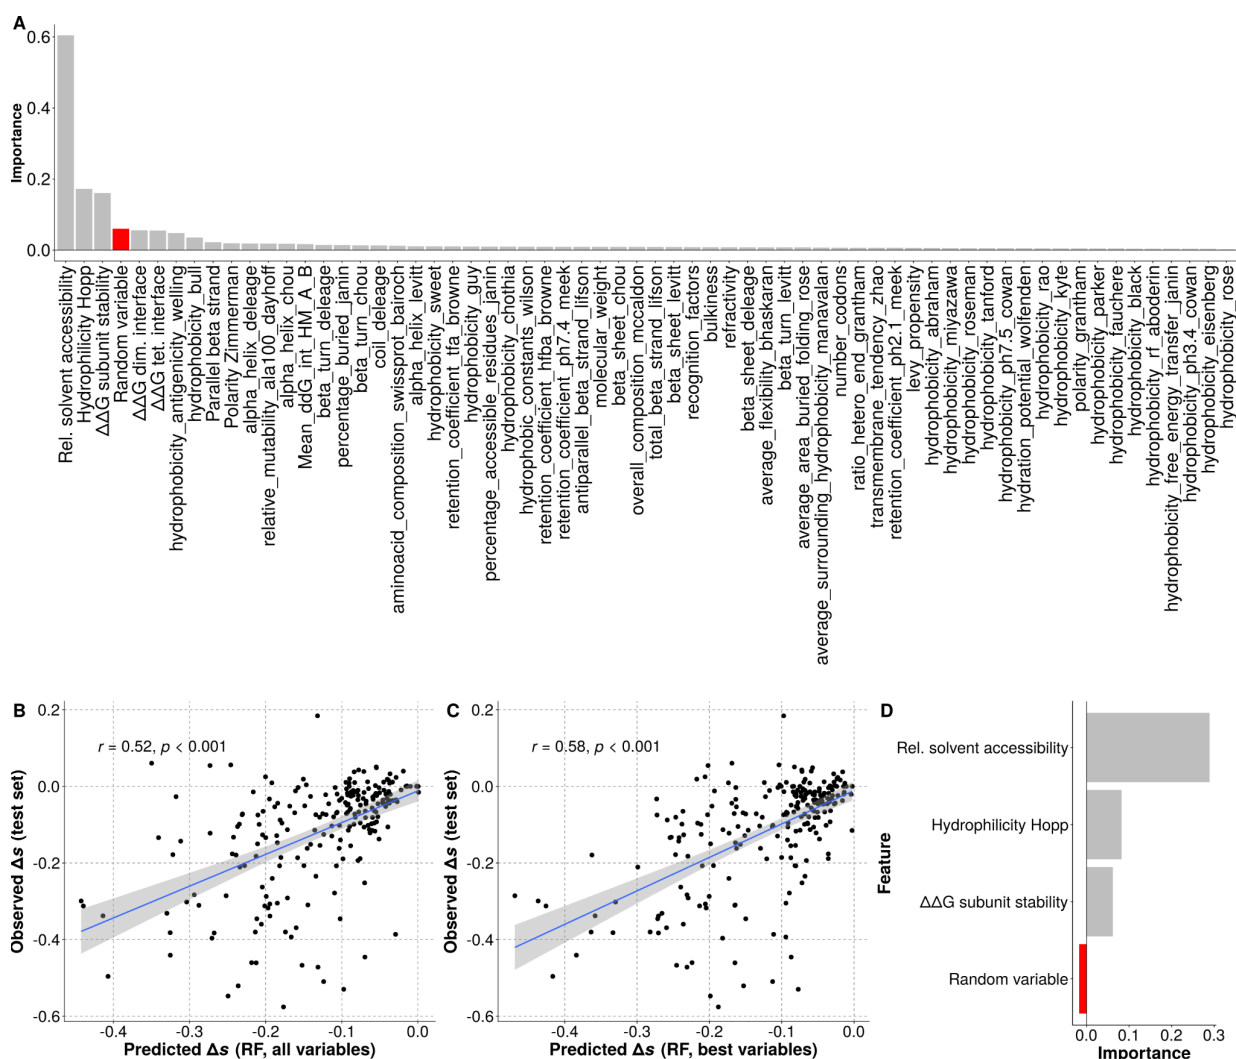 A
Importance
0.6
0.4
0.2
0.0
Rel. solvent accessibility
Hydrophilicity Hopp
ΔΔG subunit stability
Random variable
ΔΔG dim. interface
ΔΔG tet. interface
hydrophobicity_antigenicity_welling
hydrophobicity_bull
Parallel beta strand
Polarity Zimmerman
alpha_helix_deleage
relative_mutability_ala100_dayhoff
alpha_helix_chou
Mean_ddG_int_HM_A_B
beta_turn_deleage
percentage_buried_janin
beta_turn_chou
coil_deleage
aminoacid_composition_swissprot_bairoch
alpha_helix_levitt
hydrophobicity_sweet
retention_coefficient_tfa_browne
hydrophobicity_guy
percentage_accessible_residues_janin
hydrophobicity_chothia
hydrophobic_constants_wilson
retention_coefficient_hfba_browne
retention_coefficient_ph7.4_meek
antiparallel_beta_strand_lifson
molecular_weight
beta_sheet_chou
overall_composition_mccaldon
total_beta_strand_lifson
beta_sheet_levitt
recognition_factors
bulkiness
refractivity
beta_sheet_deleage
average_flexibility_bhaskaran
beta_turn_levitt
average_area_buried_folding_rose
average_surrounding_hydrophobicity_manavalan
number_codons
ratio_hetero_end_grantham
transmembrane_tendency_zhao
retention_coefficient_ph2.1_meek
levy_propensity
hydrophobicity_abraham
hydrophobicity_miyazawa
hydrophobicity_roseman
hydrophobicity_tanford
hydrophobicity_ph7.5_cowan
hydration_potential_wolfenden
hydrophobicity_rao
hydrophobicity_kyte
polarity_grantham
hydrophobicity_parker
hydrophobicity_fauchere
hydrophobicity_black
hydrophobicity_rf_aboderin
hydrophobicity_free_energy_transfer_janin
hydrophobicity_ph3.4_cowan
hydrophobicity_eisenberg
hydrophobicity_rose
B
Observed Δs (test set)
0.2
0.0
-0.2
-0.4
-0.6
r = 0.52, p < 0.001
-0.4
-0.3
-0.2
-0.1
0.0
Predicted Δs (RF, all variables)
C
Observed Δs (test set)
0.2
0.0
-0.2
-0.4
-0.6
r = 0.58, p < 0.001
-0.4
-0.2
-0.1
0.0
Predicted Δs (RF, best variables)
D
Feature
Rel. solvent accessibility
Hydrophilicity Hopp
ΔΔG subunit stability
Random variable
0.0
0.1
0.2
0.3
Importance